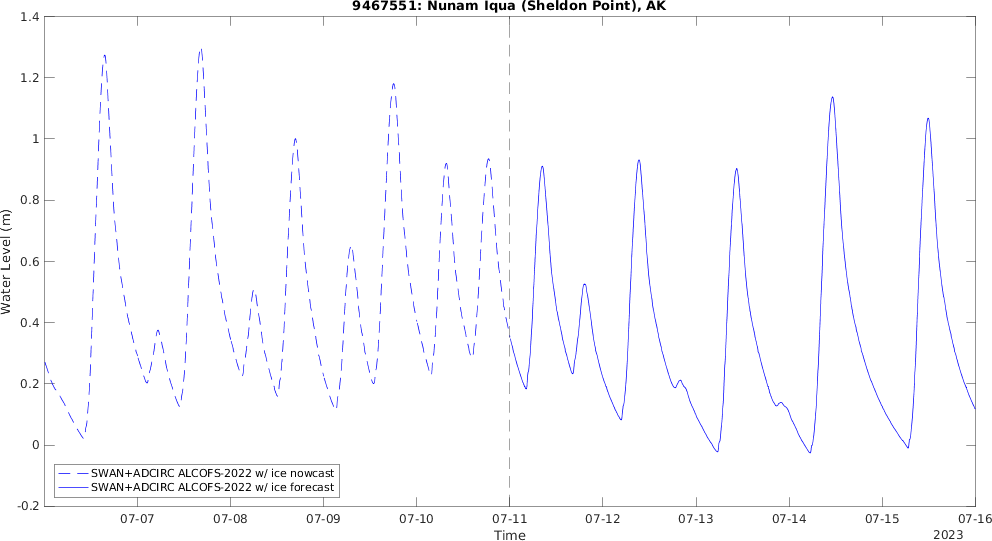 9467551: Nunam Iqua (Sheldon Point), AK
1.4
1.2
1
0.8
0.6
0.4
0.2
0
-0.2
Water Level (m)
SWAN+ADCIRC ALCOFS-2022 w/ ice nowcast
SWAN+ADCIRC ALCOFS-2022 w/ ice forecast
07-07 07-08 07-09 07-10 07-11 07-12 07-13 07-14 07-15 07-16
Time
2023